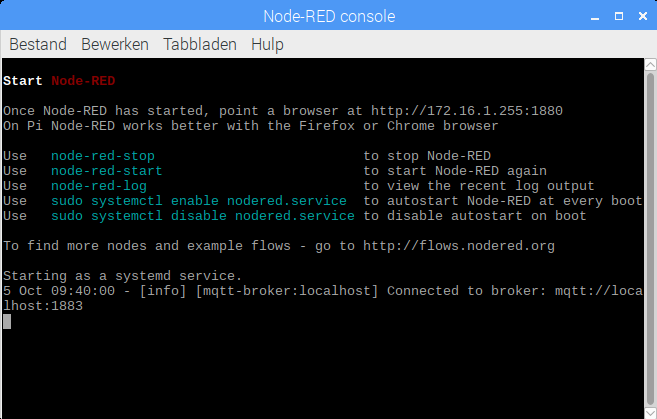 Node-RED console
Bestand Bewerken Tabbladen Hulp
Start Node-RED
Once Node-RED has started, point a browser at http://172.16.1.255:1880
On Pi Node-RED works better with the Firefox or Chrome browser
Use node-red-stop to stop Node-RED
Use node-red-start to start Node-RED again
Use node-red-log to view the recent log output
Use sudo systemctl enable nodered.service to autostart Node-RED at every boot
Use sudo systemctl disable nodered.service to disable autostart on boot
To find more nodes and example flows - go to http://flows.nodered.org
Starting as a systemd service.
5 Oct 09:40:00 - [info] [mqtt-broker:localhost] Connected to broker: mqtt://loca
lhost:1883